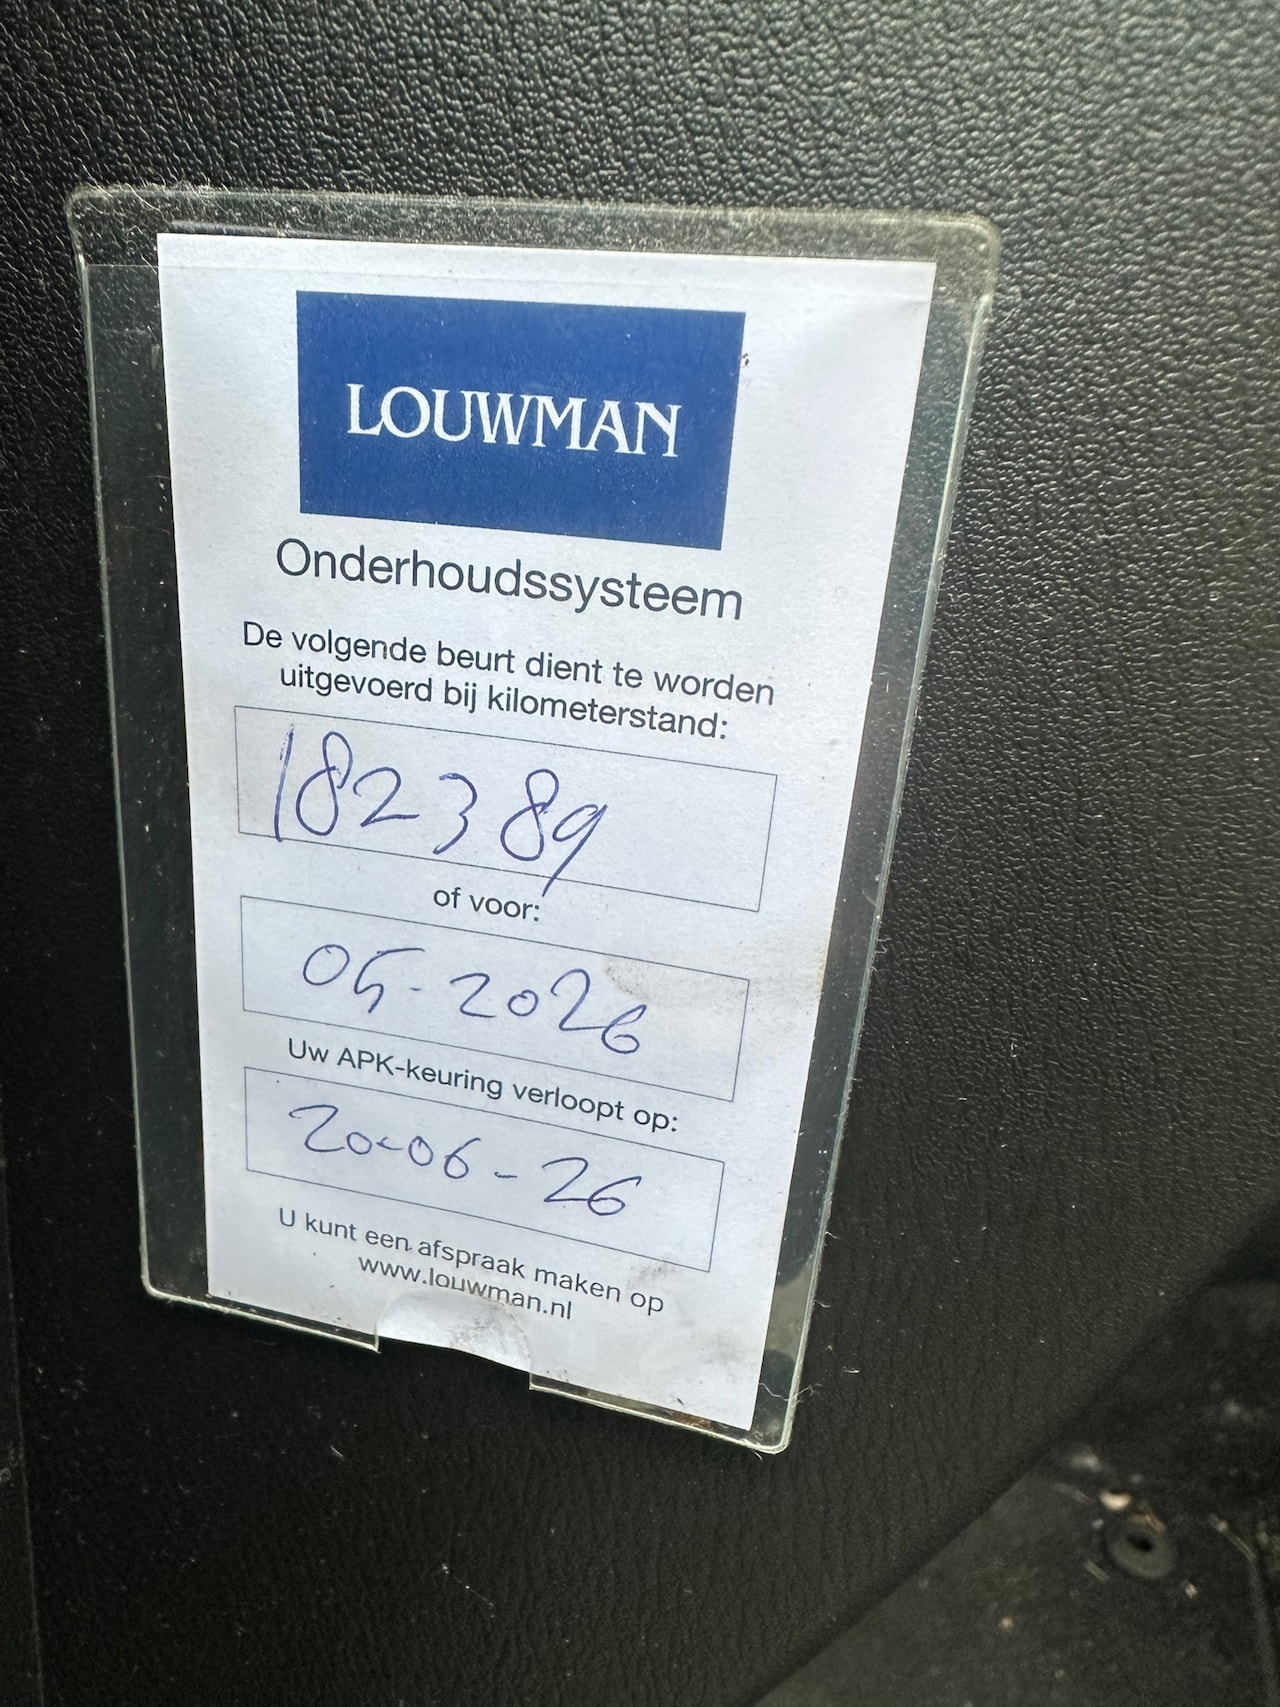 LOUWMAN
Onderhoudssysteem
De volgende beurt dient te worden
uitgevoerd bij kilometerstand:
182389
of voor:
05-2026
Uw APK-keuring verloopt op:
20-06-26
U kunt een afspraak maken op
www.louwman.nl